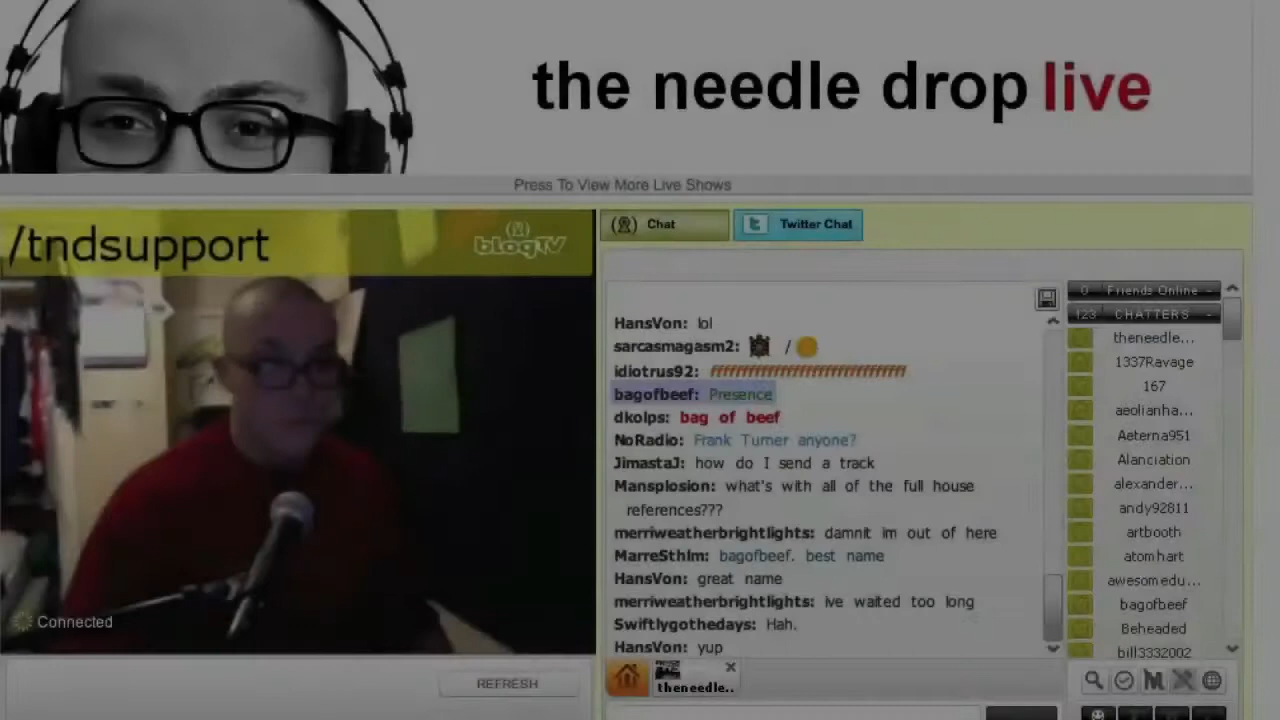 the needle drop live
Press To View More Live Shows
/tndsupport
blogTV
Chat
Twitter Chat
0 Friends Online -
123 CHATTERS -
HansVon: lol
sarcasmagasm2: /
idiotrus92:
bagofbeef: Presence
dkolps: bag of beef
NoRadio: Frank Turner anyone?
JimastaJ: how do I send a track
Mansplosion: what's with all of the full house
references???
merriweatherbrightlights: damnit im out of here
MarreSthlm: bagofbeef. best name
HansVon: great name
merriweatherbrightlights: ive waited too long
Swiftlygothedays: Hah.
HansVon: yup
theneedle...
1337Ravage
167
aeolianha...
Aeterna951
Alanciation
alexander...
andy92811
artbooth
atomhart
awesomedu...
bagofbeef
Beheaded
bill3332002
Connected
REFRESH
theneedle..